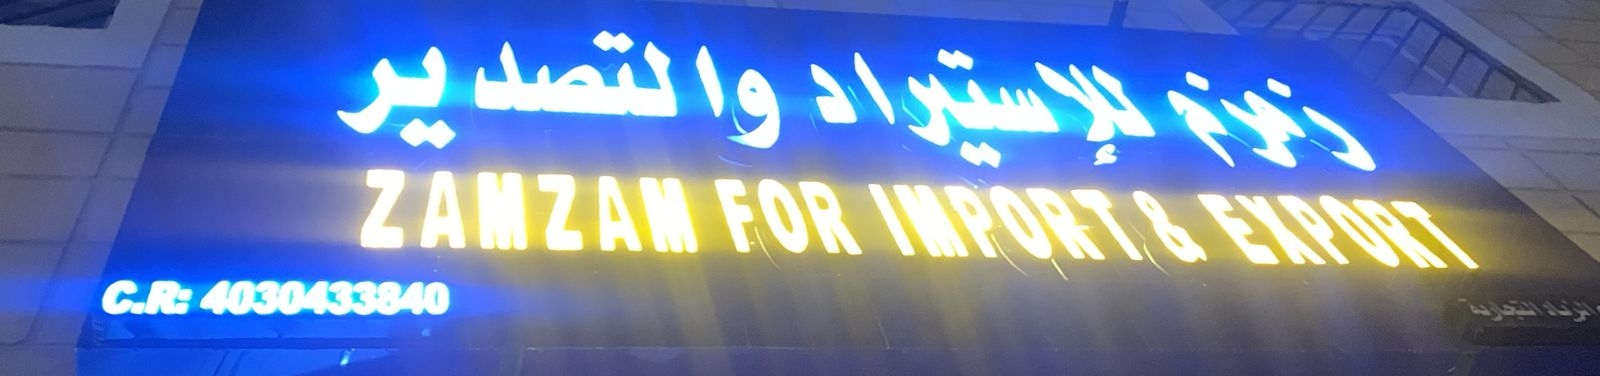 زمزم للإستيراد والتصدير
ZAMZAM FOR IMPORT & EXPORT
C.R: 4030433840